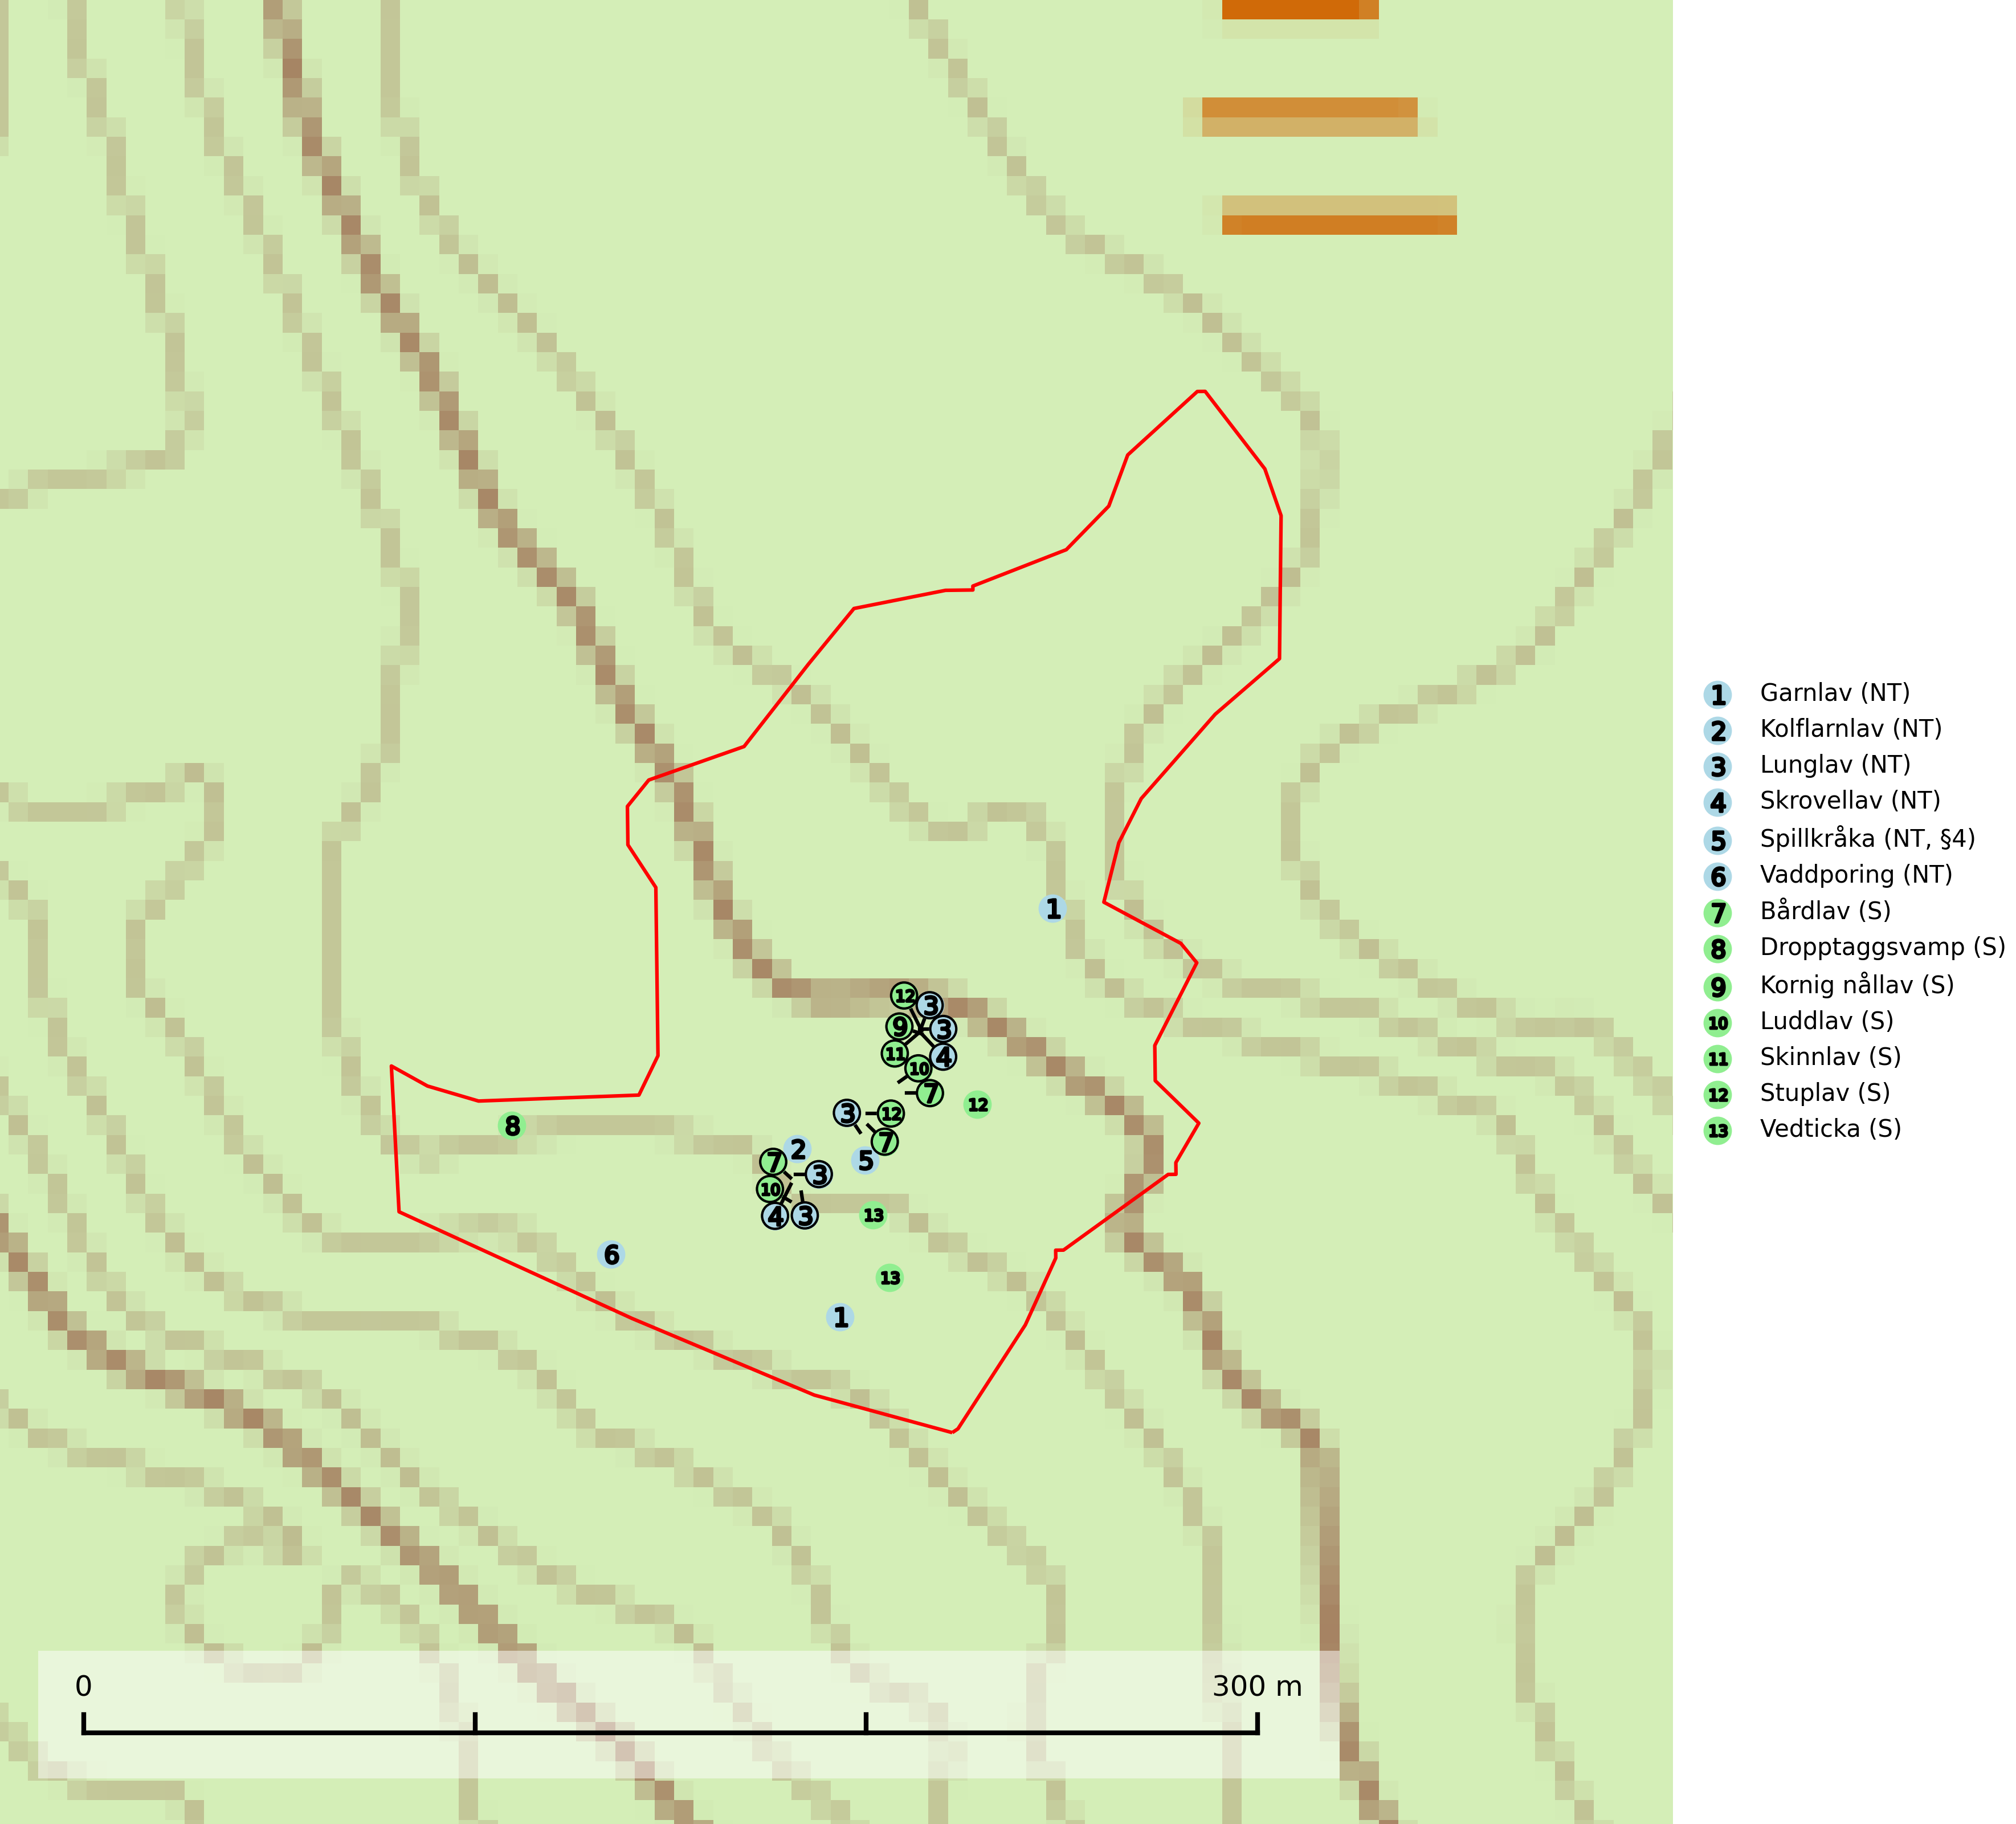 1 Garnlav (NT)
2 Kolflarnlav (NT)
3 Lunglav (NT)
4 Skrovellav (NT)
5 Spillkråka (NT, §4)
6 Vaddporing (NT)
7 Bårdlav (S)
8 Dropptaggsvamp (S)
9 Kornig nållav (S)
10 Luddlav (S)
11 Skinnlav (S)
12 Stuplav (S)
13 Vedticka (S)
1
12 3
9 3
11 4
10
7 12
3 12
7
8
2
5
7 3
10
4 3 13
6
13
1
0 300 m